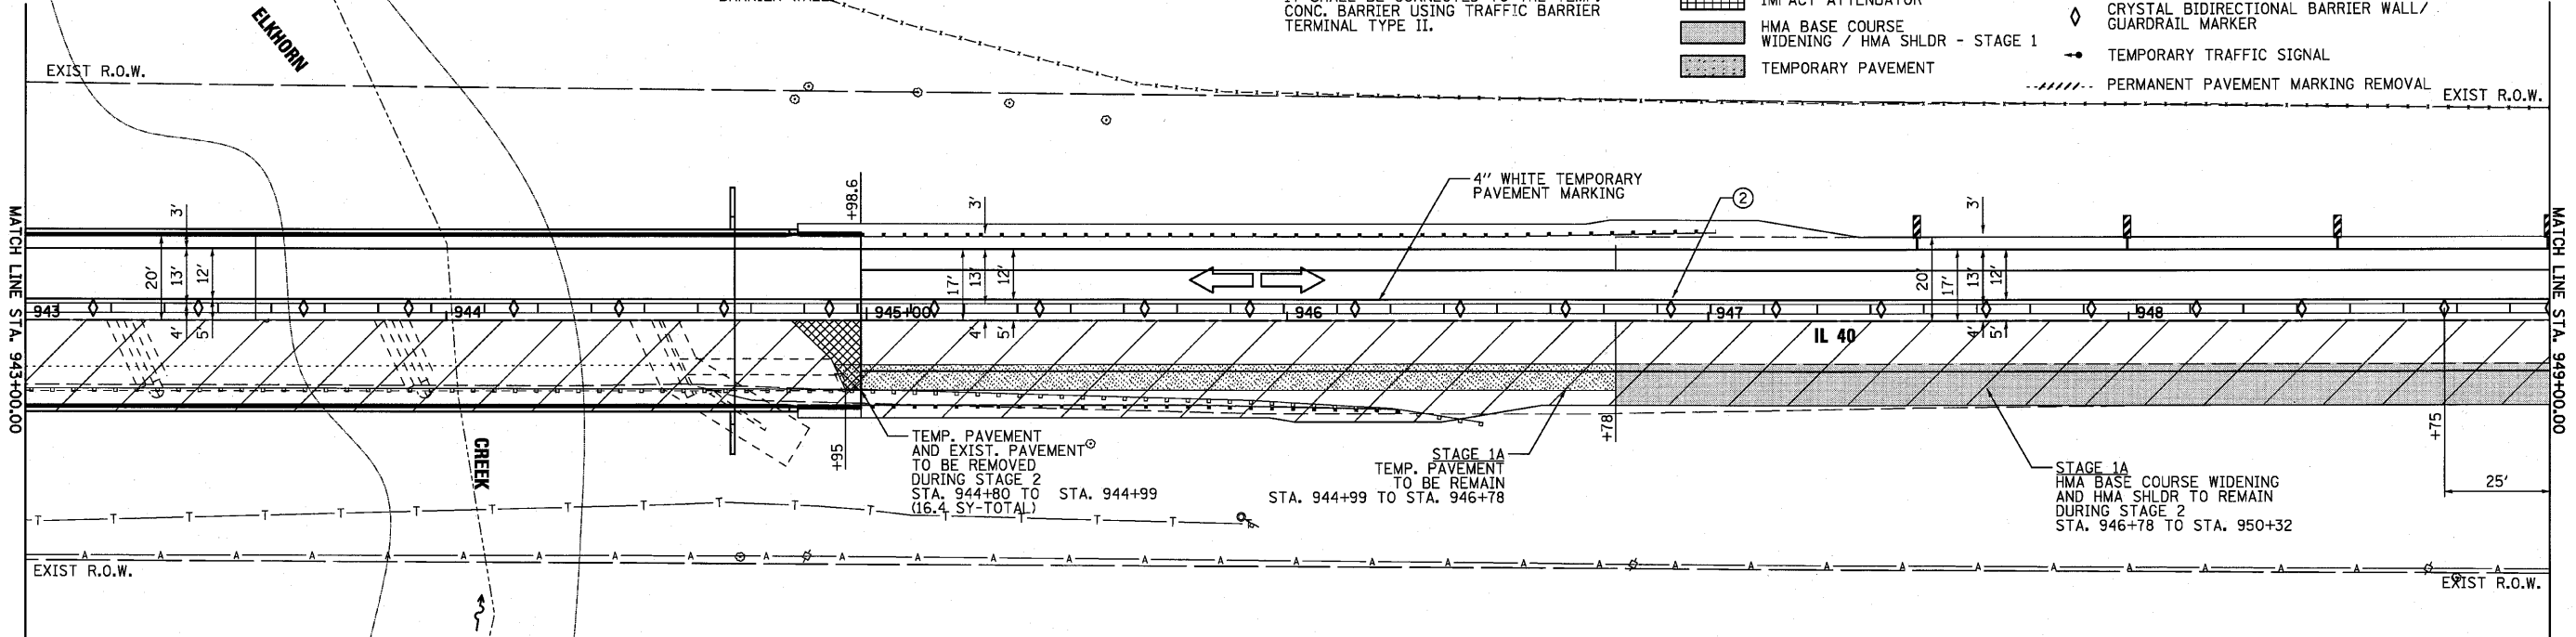 CONC. BARRIER USING TRAFFIC BARRIER
TERMINAL TYPE II.
IMPACT ATTENUATOR
HMA BASE COURSE
WIDENING / HMA SHLDR - STAGE 1
TEMPORARY PAVEMENT
CRYSTAL BIDIRECTIONAL BARRIER WALL/
GUARDRAIL MARKER
TEMPORARY TRAFFIC SIGNAL
PERMANENT PAVEMENT MARKING REMOVAL
EXIST R.O.W.
EXIST R.O.W.
ELKHORN
CREEK
MATCH LINE STA. 943+00.00
MATCH LINE STA. 949+00.00
4" WHITE TEMPORARY
PAVEMENT MARKING
2
+98.6
3'
3'
3'
20'
13'
12'
17'
13'
12'
20'
17'
13'
12'
943
944
945+00
946
947
948
4'
5'
4'
5'
4'
5'
IL 40
+95
+78
+75
25'
TEMP. PAVEMENT
AND EXIST. PAVEMENT
TO BE REMOVED
DURING STAGE 2
STA. 944+80 TO STA. 944+99
(16.4 SY-TOTAL)
STAGE 1A
TEMP. PAVEMENT
TO BE REMAIN
STA. 944+99 TO STA. 946+78
STAGE 1A
HMA BASE COURSE WIDENING
AND HMA SHLDR TO REMAIN
DURING STAGE 2
STA. 946+78 TO STA. 950+32
T T T T T T T T T T T T T T T T
A A A A A A A A A A A A A A A A A A A A A A A A A A A A A A A A A
EXIST R.O.W.
EXIST R.O.W.